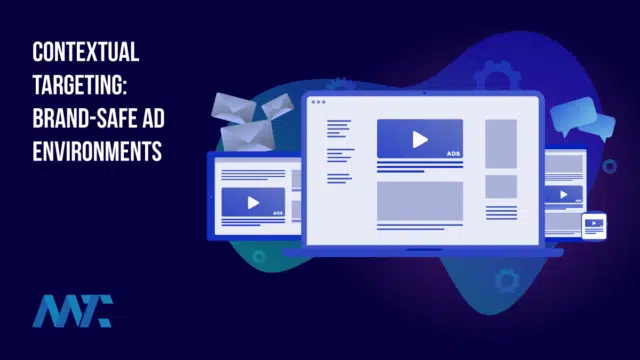 CONTEXTUAL
TARGETING:
BRAND-SAFE AD
ENVIRONMENTS
ADS
ADS
ADS